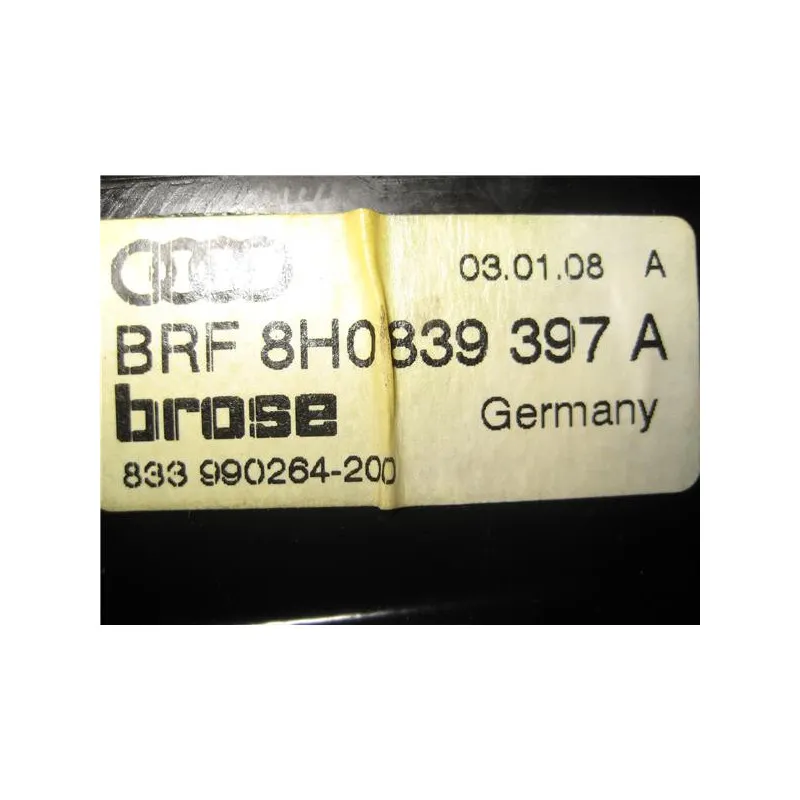 03.01.08 A
BRF 8H0839 397 A
brose Germany
833 990264-200